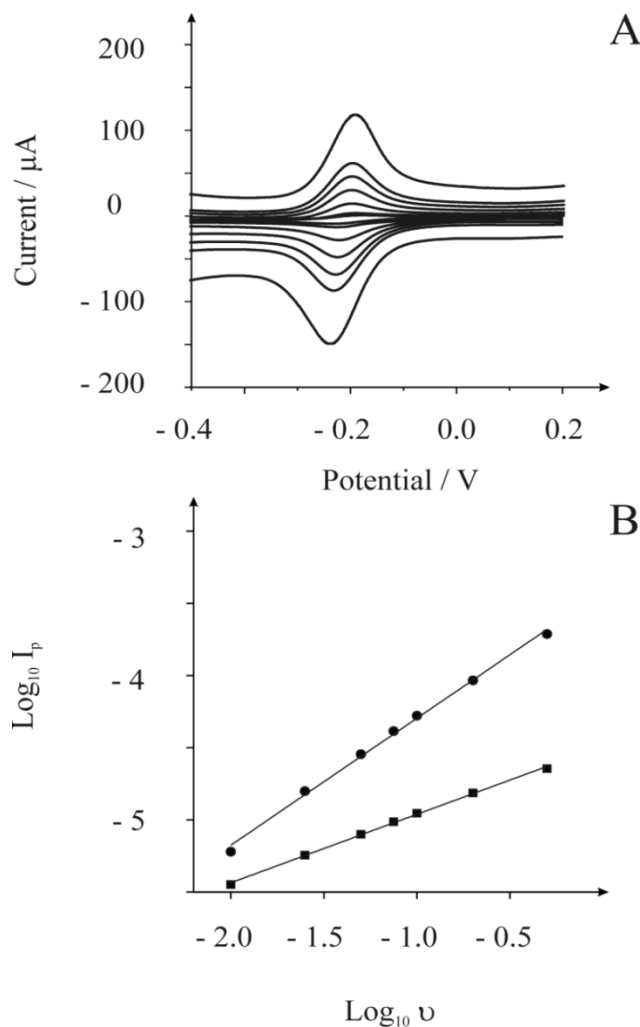 A
200
100
0
- 100
- 200
Current / µA
- 0.4 - 0.2 0.0 0.2
Potential / V
B
- 3
- 4
- 5
Log₁₀ Iₚ
- 2.0 - 1.5 - 1.0 - 0.5
Log₁₀ υ